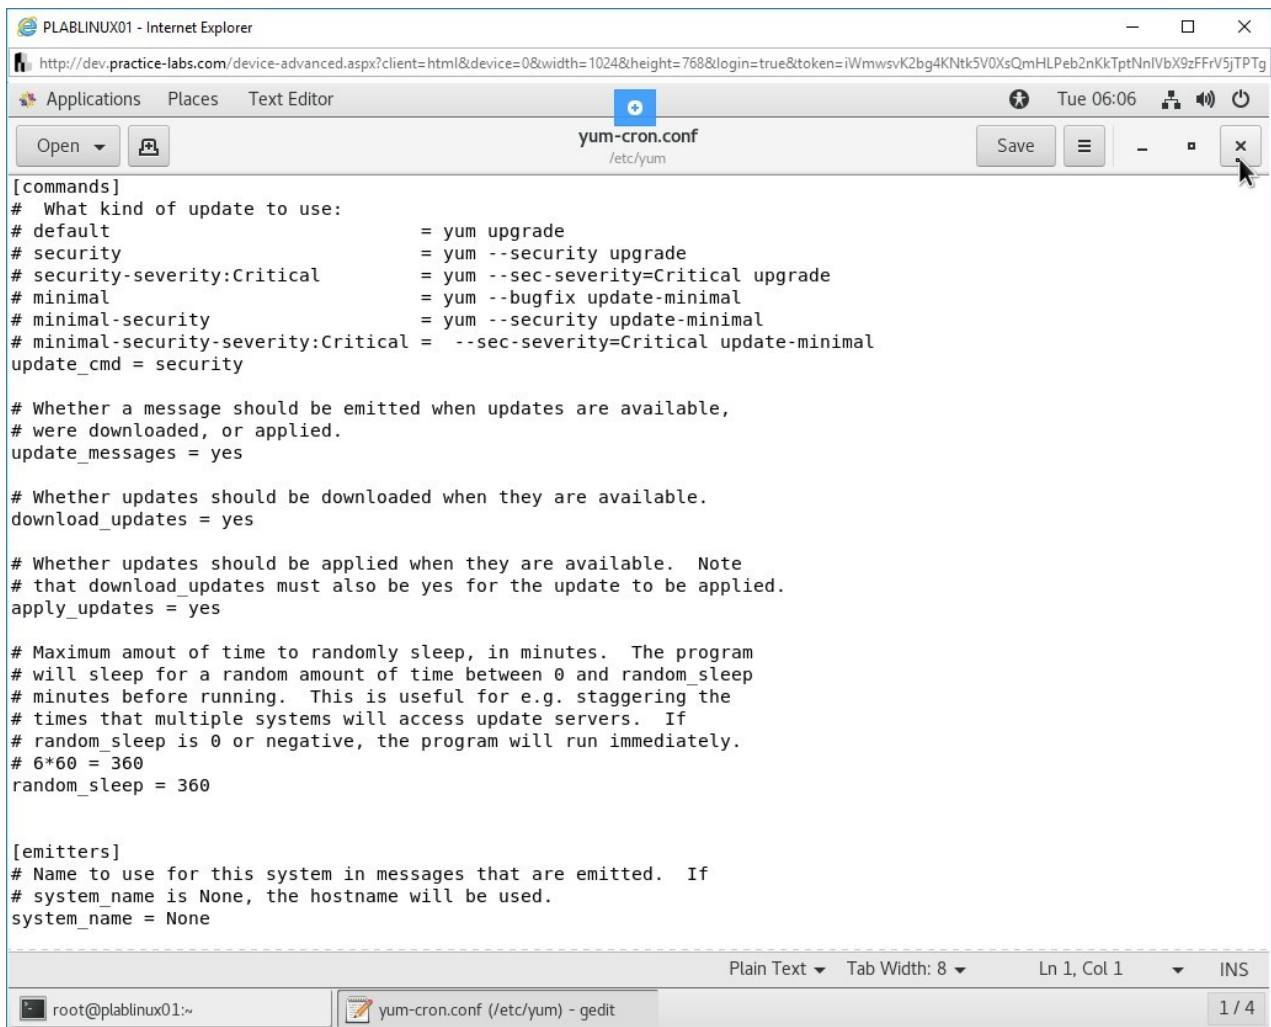 PLABLINUX01 - Internet Explorer
http://dev.practice-labs.com/device-advanced.aspx?client=html&device=0&width=1024&height=768&login=true&token=iWmwsvK2bg4KNtk5V0XsQmHLPeb2nKkTptNnlVbX9zFFrV5jTPTg
Applications Places Text Editor Tue 06:06
Open yum-cron.conf Save
/etc/yum
[commands]
#  What kind of update to use:
# default                            = yum upgrade
# security                           = yum --security upgrade
# security-severity:Critical         = yum --sec-severity=Critical upgrade
# minimal                            = yum --bugfix update-minimal
# minimal-security                   = yum --security update-minimal
# minimal-security-severity:Critical =  --sec-severity=Critical update-minimal
update_cmd = security
# Whether a message should be emitted when updates are available,
# were downloaded, or applied.
update_messages = yes
# Whether updates should be downloaded when they are available.
download_updates = yes
# Whether updates should be applied when they are available.  Note
# that download_updates must also be yes for the update to be applied.
apply_updates = yes
# Maximum amout of time to randomly sleep, in minutes.  The program
# will sleep for a random amount of time between 0 and random_sleep
# minutes before running.  This is useful for e.g. staggering the
# times that multiple systems will access update servers.  If
# random_sleep is 0 or negative, the program will run immediately.
# 6*60 = 360
random_sleep = 360
[emitters]
# Name to use for this system in messages that are emitted.  If
# system_name is None, the hostname will be used.
system_name = None
Plain Text Tab Width: 8 Ln 1, Col 1 INS
root@plablinux01:~ yum-cron.conf (/etc/yum) - gedit 1 / 4